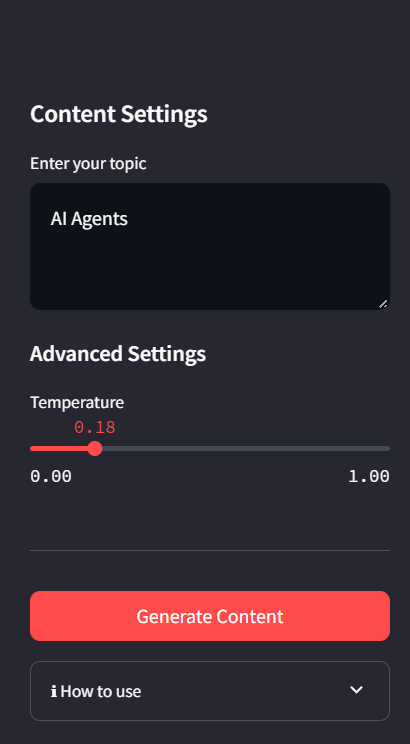 Content Settings
Enter your topic
AI Agents
Advanced Settings
Temperature
0.18
0.00 1.00
Generate Content
ℹ How to use